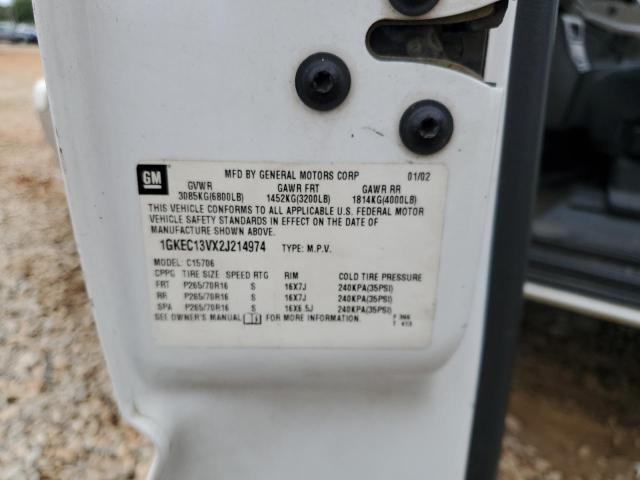 GM
MFD BY GENERAL MOTORS CORP 01/02
GVWR GAWR FRT GAWR RR
3085KG(6800LB) 1452KG(3200LB) 1814KG(4000LB)
THIS VEHICLE CONFORMS TO ALL APPLICABLE U.S. FEDERAL MOTOR
VEHICLE SAFETY STANDARDS IN EFFECT ON THE DATE OF
MANUFACTURE SHOWN ABOVE.
1GKEC13VX2J214974 TYPE: M.P.V.
MODEL: C15706
CPPG TIRE SIZE SPEED RTG RIM COLD TIRE PRESSURE
FRT P265/70R16 S 16X7J 240KPA(35PSI)
RR P265/70R16 S 16X7J 240KPA(35PSI)
SPA P265/70R16 S 16X6.5J 240KPA(35PSI)
SEE OWNER'S MANUAL FOR MORE INFORMATION.